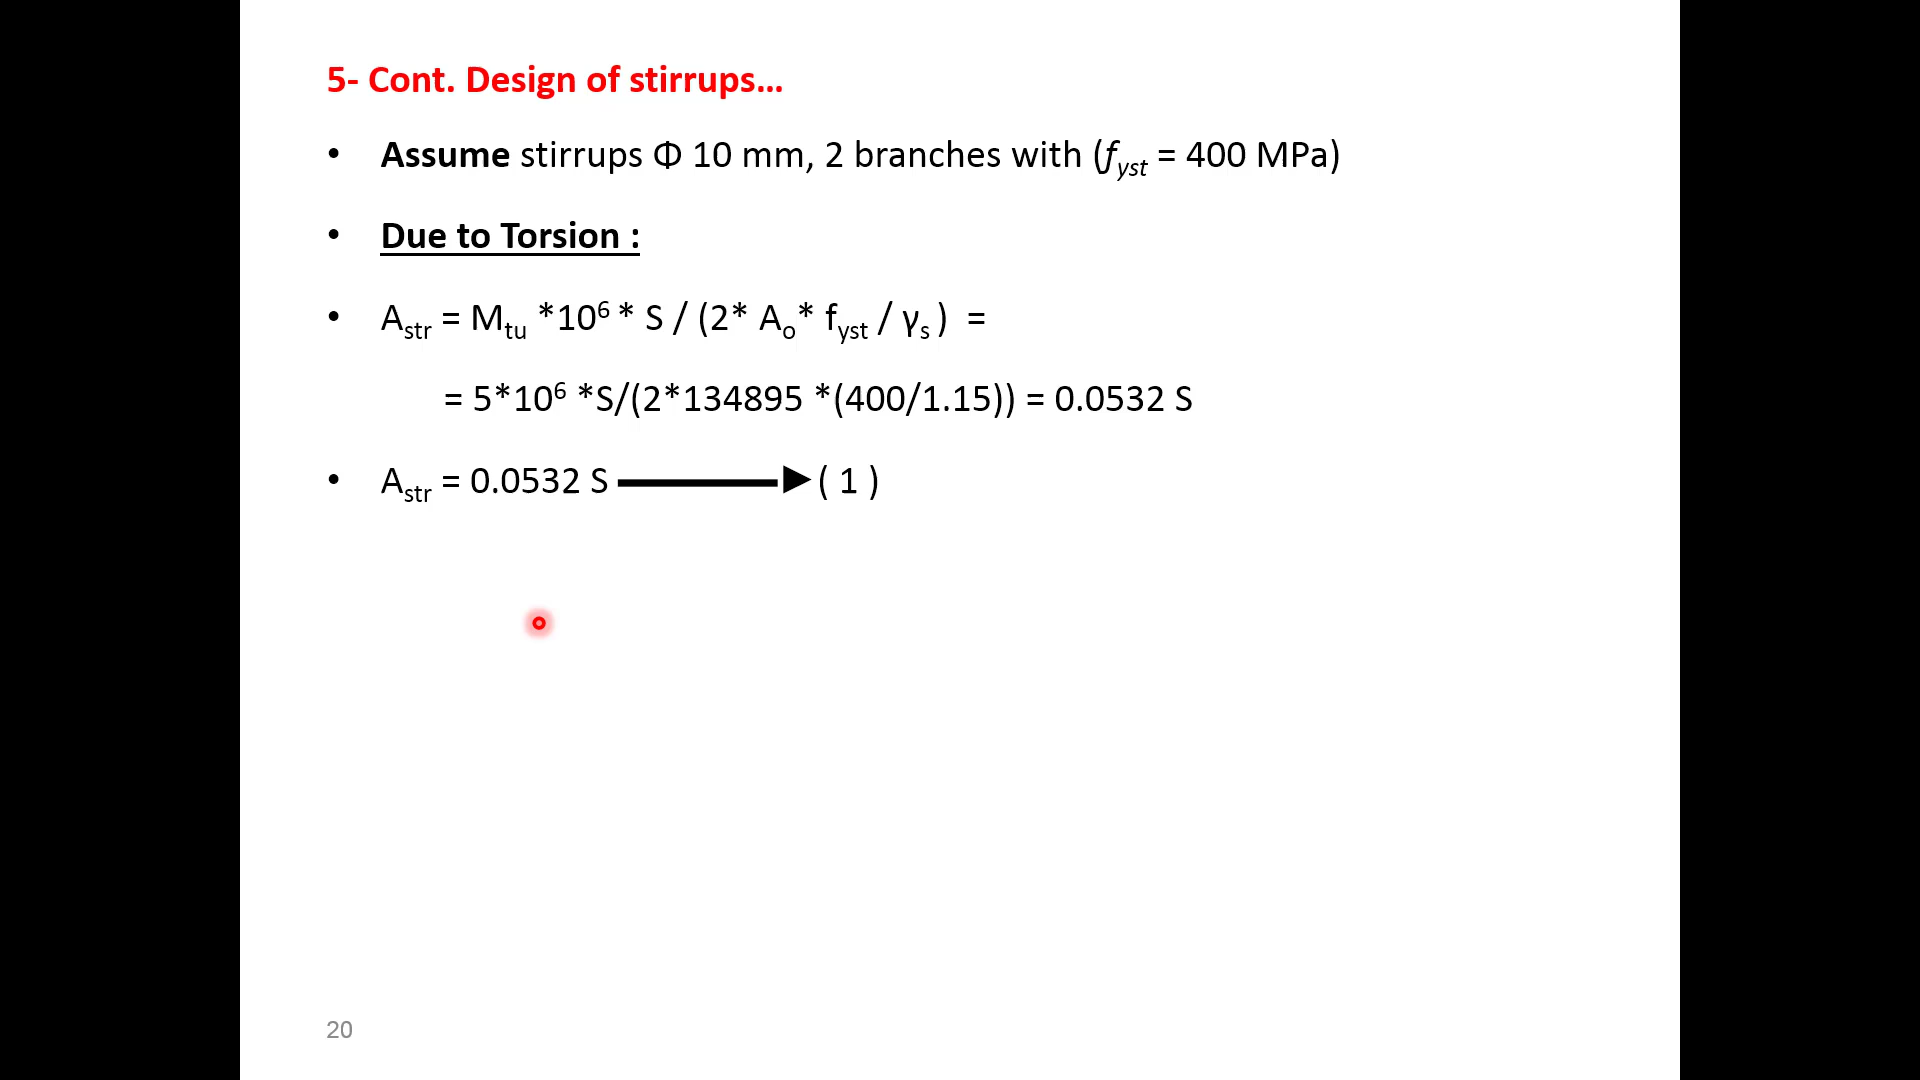 5- Cont. Design of stirrups...
• Assume stirrups Φ 10 mm, 2 branches with (fyst = 400 MPa)
• Due to Torsion :
• Astr = Mtu *10⁶ * S / (2* Ao* fyst / γs ) =
= 5*10⁶ *S/(2*134895 *(400/1.15)) = 0.0532 S
• Astr = 0.0532 S ( 1 )
20